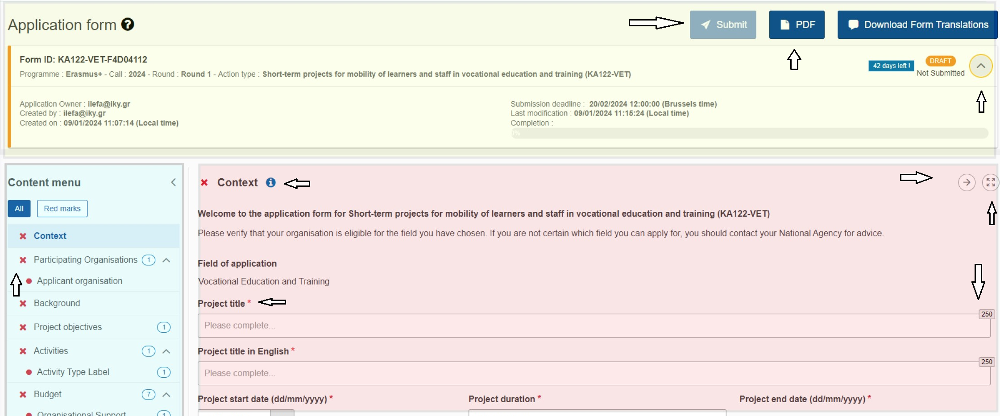 Application form ?
Submit
PDF
Download Form Translations
Form ID: KA122-VET-F4D04112
Programme : Erasmus+ - Call : 2024 - Round : Round 1 - Action type : Short-term projects for mobility of learners and staff in vocational education and training (KA122-VET)
42 days left !
DRAFT
Not Submitted
Application Owner : ilefa@iky.gr
Created by : ilefa@iky.gr
Created on : 09/01/2024 11:07:14 (Local time)
Submission deadline : 20/02/2024 12:00:00 (Brussels time)
Last modification : 09/01/2024 11:15:24 (Local time)
Completion :
0%
Content menu
All
Red marks
Context
Participating Organisations 1
Applicant organisation
Background
Project objectives 1
Activities 1
Activity Type Label 1
Budget 7
Organisational Support 1
Context i
Welcome to the application form for Short-term projects for mobility of learners and staff in vocational education and training (KA122-VET)
Please verify that your organisation is eligible for the field you have chosen. If you are not certain which field you can apply for, you should contact your National Agency for advice.
Field of application
Vocational Education and Training
Project title *
250
Please complete...
Project title in English *
250
Please complete...
Project start date (dd/mm/yyyy) *
Project duration *
Project end date (dd/mm/yyyy) *